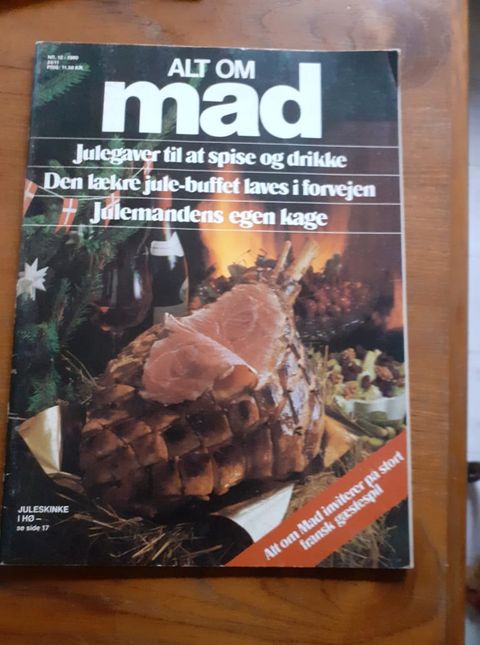 ALT OM
mad
Julegaver til at spise og drikke
Den lækre jule-buffet laves i forvejen
Julemandens egen kage
JULESKINKE
I HØ –
se side 17
Alt om Mad inviterer på stort
fransk gæstespil